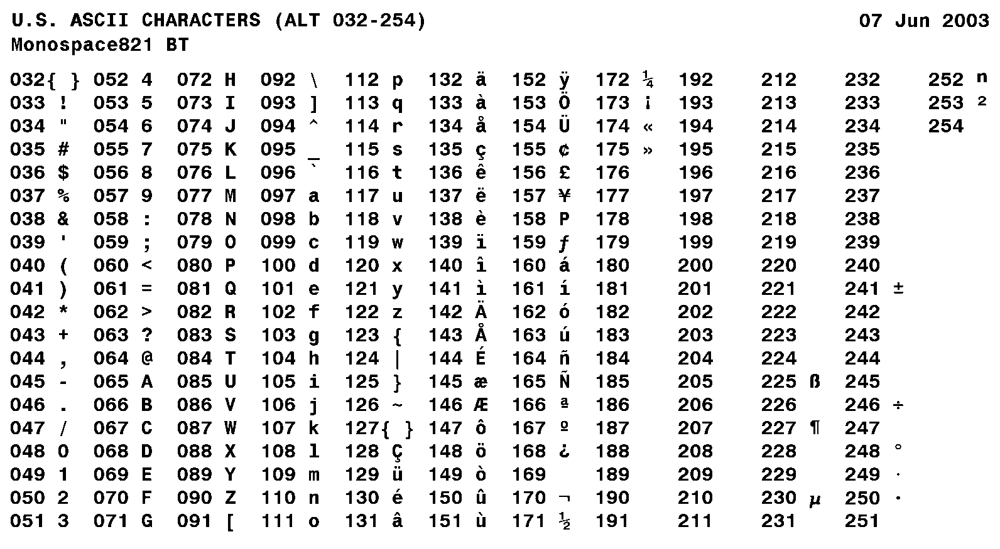 U.S. ASCII CHARACTERS (ALT 032-254) 07 Jun 2003
Monospace821 BT
032{ } 052 4 072 H 092 \ 112 p 132 ä 152 ÿ 172 ¼ 192 212 232 252 ⁿ
033 ! 053 5 073 I 093 ] 113 q 133 à 153 Ö 173 ¡ 193 213 233 253 ²
034 " 054 6 074 J 094 ^ 114 r 134 å 154 Ü 174 « 194 214 234 254
035 # 055 7 075 K 095 _ 115 s 135 ç 155 ¢ 175 » 195 215 235
036 $ 056 8 076 L 096 ` 116 t 136 ê 156 £ 176 196 216 236
037 % 057 9 077 M 097 a 117 u 137 ë 157 ¥ 177 197 217 237
038 & 058 : 078 N 098 b 118 v 138 è 158 P 178 198 218 238
039 ' 059 ; 079 O 099 c 119 w 139 ï 159 ƒ 179 199 219 239
040 ( 060 < 080 P 100 d 120 x 140 î 160 á 180 200 220 240
041 ) 061 = 081 Q 101 e 121 y 141 ì 161 í 181 201 221 241 ±
042 * 062 > 082 R 102 f 122 z 142 Ä 162 ó 182 202 222 242
043 + 063 ? 083 S 103 g 123 { 143 Å 163 ú 183 203 223 243
044 , 064 @ 084 T 104 h 124 | 144 É 164 ñ 184 204 224 244
045 - 065 A 085 U 105 i 125 } 145 æ 165 Ñ 185 205 225 ß 245
046 . 066 B 086 V 106 j 126 ~ 146 Æ 166 ª 186 206 226 246 ÷
047 / 067 C 087 W 107 k 127{ } 147 ô 167 º 187 207 227 ¶ 247
048 0 068 D 088 X 108 l 128 Ç 148 ö 168 ¿ 188 208 228 248 °
049 1 069 E 089 Y 109 m 129 ü 149 ò 169 189 209 229 249 ·
050 2 070 F 090 Z 110 n 130 é 150 û 170 ¬ 190 210 230 µ 250 ·
051 3 071 G 091 [ 111 o 131 â 151 ù 171 ½ 191 211 231 251